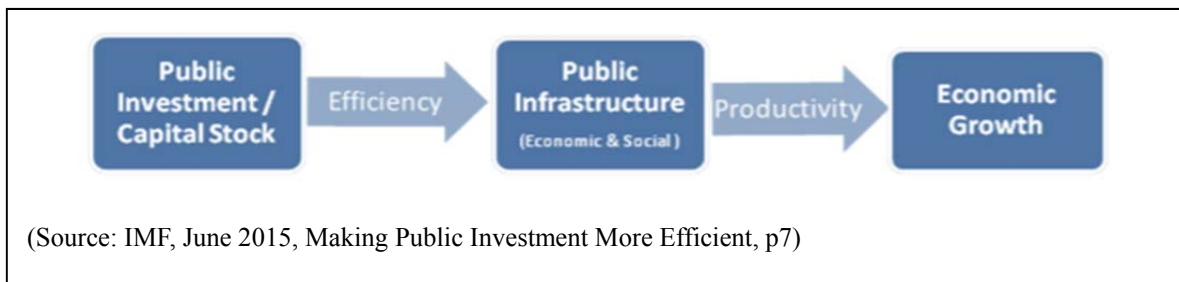 Public
Investment /
Capital Stock
Efficiency
Public
Infrastructure
(Economic & Social)
Productivity
Economic
Growth
(Source: IMF, June 2015, Making Public Investment More Efficient, p7)